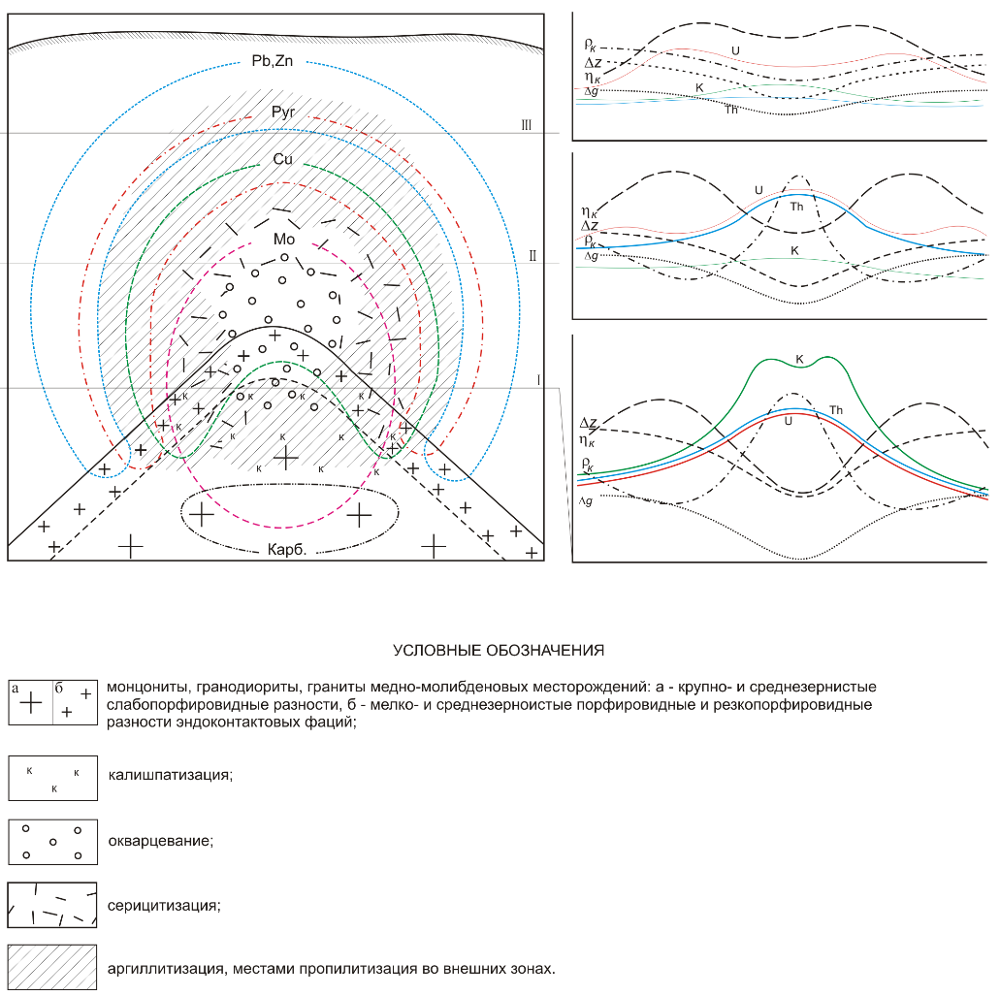 Pb,Zn
Pyr
III
Cu
Mo
II
I
к к к к
к к
к к к
Карб.
ρк
Δz
ηк
Δg
U
K
Th
ηк
Δz
ρк
Δg
U
Th
K
Δz
ηк
ρк
Δg
K
Th
U
УСЛОВНЫЕ ОБОЗНАЧЕНИЯ
а б
монцониты, гранодиориты, граниты медно-молибденовых месторождений: а - крупно- и среднезернистые
слабопорфировидные разности, б - мелко- и среднезерноистые порфировидные и резкопорфировидные
разности эндоконтактовых фаций;
к к
к
калишпатизация;
окварцевание;
серицитизация;
аргиллитизация, местами пропилитизация во внешних зонах.